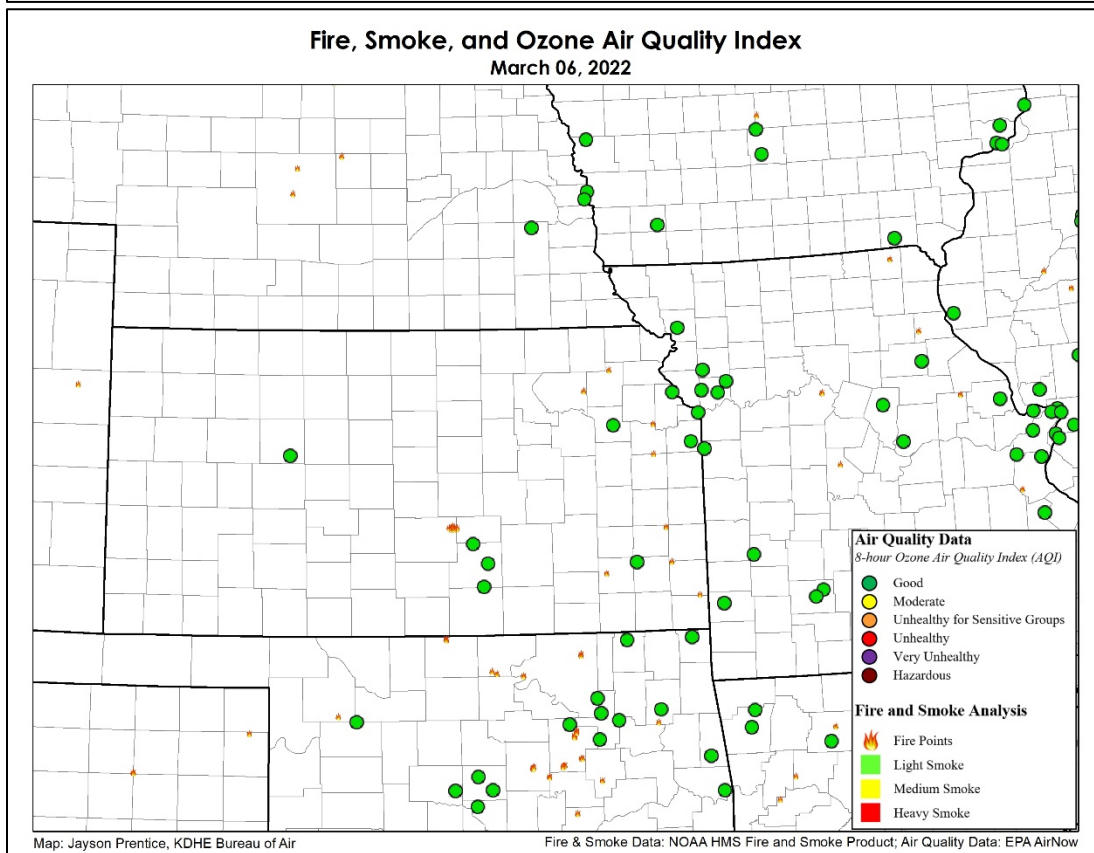 Fire, Smoke, and Ozone Air Quality Index
March 06, 2022
Air Quality Data
8-hour Ozone Air Quality Index (AQI)
Good
Moderate
Unhealthy for Sensitive Groups
Unhealthy
Very Unhealthy
Hazardous
Fire and Smoke Analysis
Fire Points
Light Smoke
Medium Smoke
Heavy Smoke
Map: Jayson Prentice, KDHE Bureau of Air
Fire & Smoke Data: NOAA HMS Fire and Smoke Product; Air Quality Data: EPA AirNow